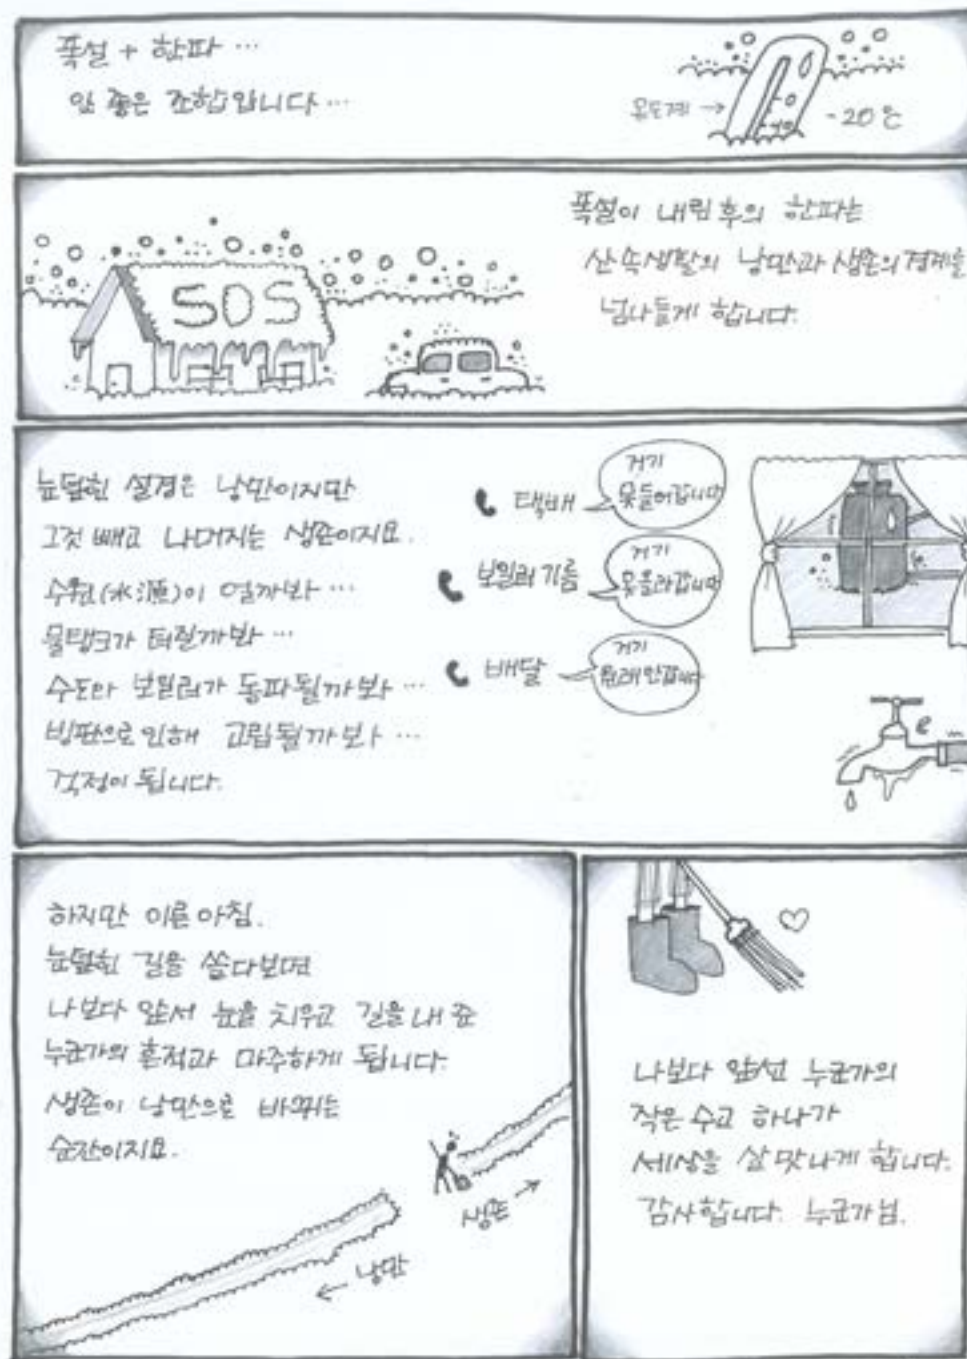 폭설 + 한파 …
안 좋은 조합입니다 …
온도계 →
-20℃
폭설이 내린 후의 한파는
산속생활의 낭만과 생존의 경계를
넘나들게 합니다.
SOS
눈덮힌 설경은 낭만이지만
그것 빼고 나머지는 생존이지요.
수원(水源)이 얼까봐 …
물탱크가 터질까봐 …
수도와 보일러가 동파될까봐 …
빙판으로 인해 고립될까봐 …
걱정이 됩니다.
택배
거기
못들어갑니다
보일러 기름
거기
못올라갑니다
배달
거기
원래 안갑니다
하지만 이른 아침.
눈덮힌 길을 쓸다보면
나보다 앞서 눈을 치우고 길을 내 준
누군가의 흔적과 마주하게 됩니다.
생존이 낭만으로 바뀌는
순간이지요.
생존 →
← 낭만
나보다 앞선 누군가의
작은 수고 하나가
세상을 살맛나게 합니다.
감사합니다. 누군가님.